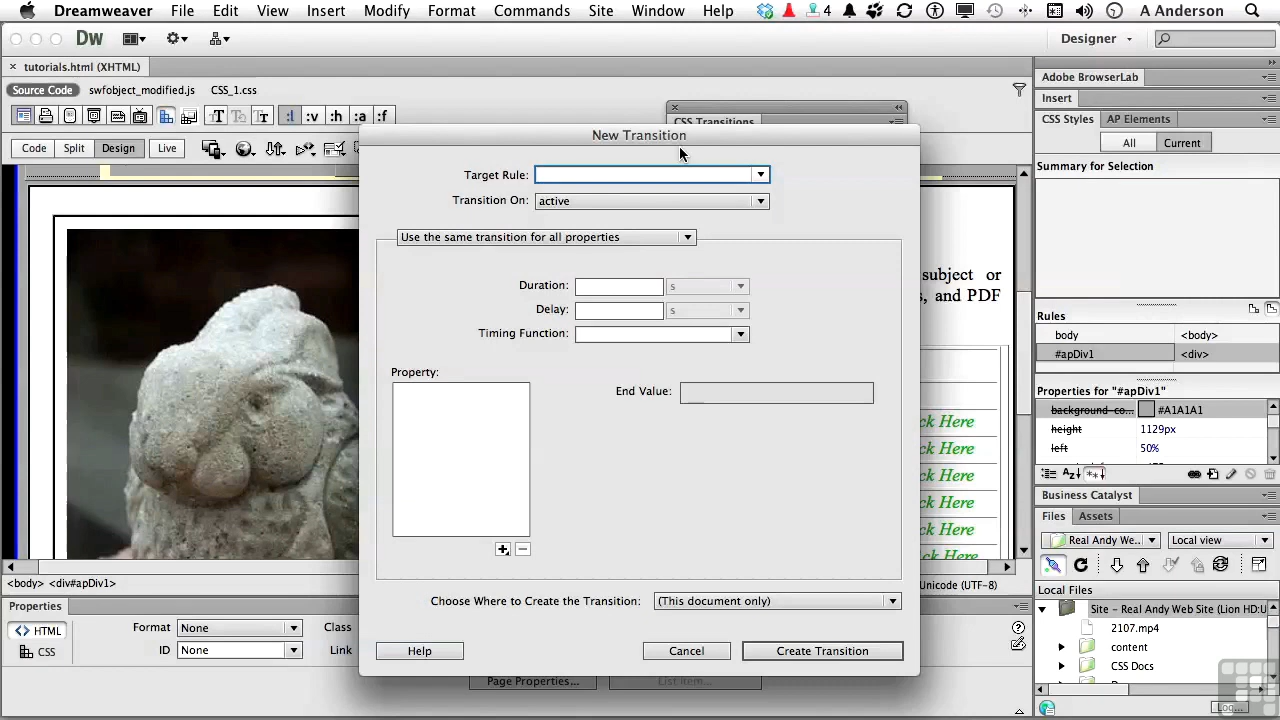 Dreamweaver File Edit View Insert Modify Format Commands Site Window Help 4 A Anderson
Dw Designer
tutorials.html (XHTML)
Source Code swfobject_modified.js CSS_1.css
:l :v :h :a :f
CSS Transitions
Code Split Design Live
New Transition
Target Rule:
Transition On: active
Use the same transition for all properties
Duration: s
Delay: s
Timing Function:
Property:
End Value:
Choose Where to Create the Transition: (This document only)
Help Cancel Create Transition
subject or
s, and PDF
ck Here
ck Here
ck Here
ck Here
ck Here
ck Here
<body> <div#apDiv1>
Unicode (UTF-8)
Properties
HTML Format None Class
CSS ID None Link
Page Properties... List Item...
Adobe BrowserLab
Insert
CSS Styles AP Elements
All Current
Summary for Selection
Rules
body <body>
#apDiv1 <div>
Properties for "#apDiv1"
background-co... #A1A1A1
height 1129px
left 50%
Business Catalyst
Files Assets
Real Andy We... Local view
Local Files
Site - Real Andy Web Site (Lion HD:U
2107.mp4
content
CSS Docs
Log...